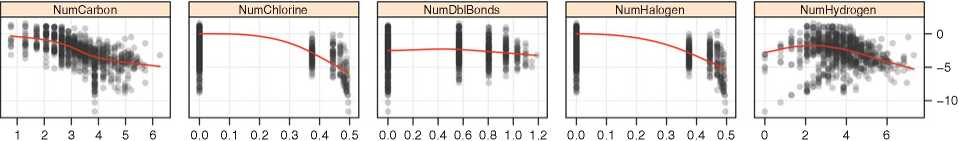 NumCarbon NumChlorine NumDblBonds NumHalogen NumHydrogen
0
−5
−10
1 2 3 4 5 6 0.0 0.1 0.2 0.3 0.4 0.5 0.0 0.2 0.4 0.6 0.8 1.0 1.2 0.0 0.1 0.2 0.3 0.4 0.5 0 2 4 6